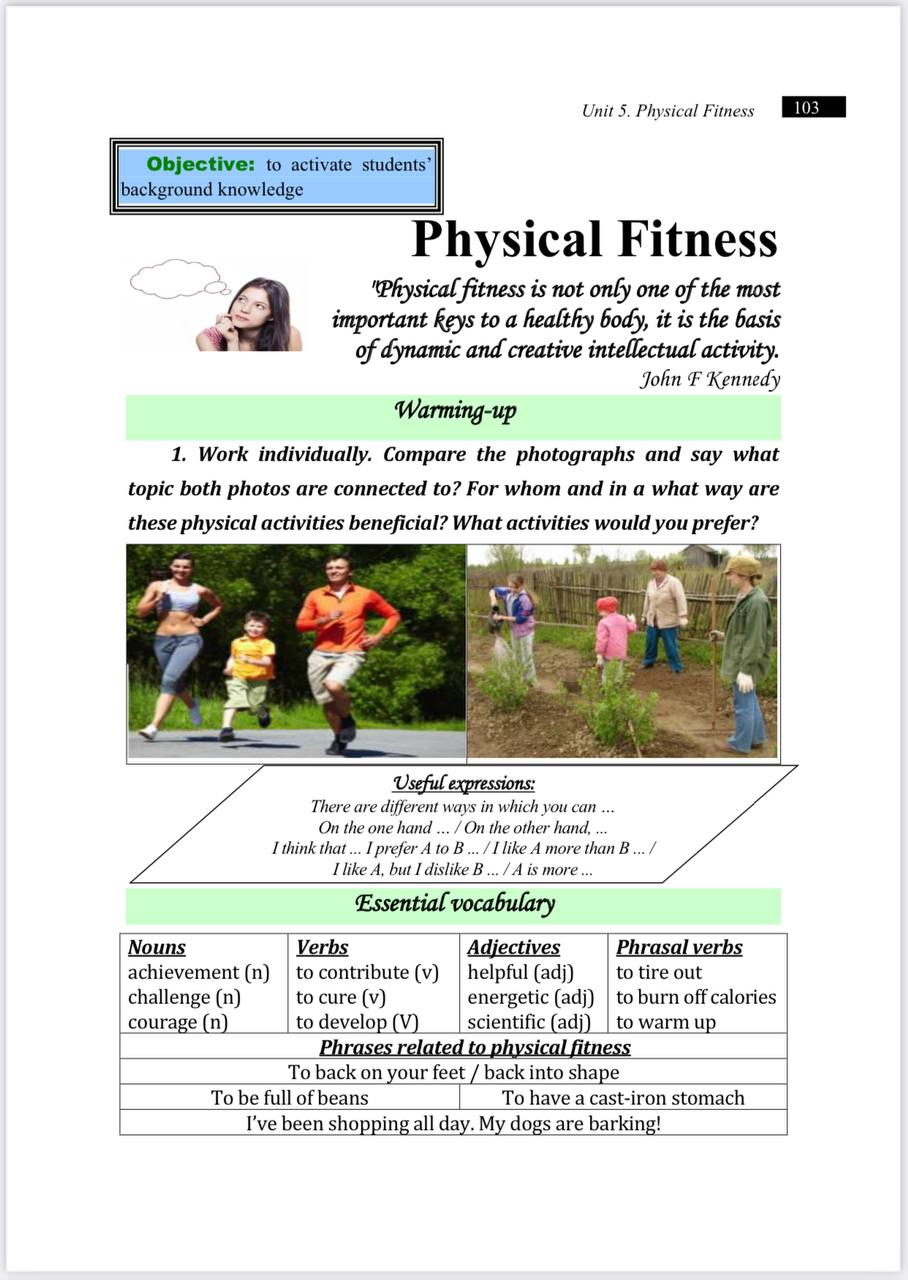 Unit 5. Physical Fitness
103
Objective: to activate students’
background knowledge
Physical Fitness
"Physical fitness is not only one of the most
important keys to a healthy body, it is the basis
of dynamic and creative intellectual activity.
John F Kennedy
Warming-up
1. Work individually. Compare the photographs and say what
topic both photos are connected to? For whom and in a what way are
these physical activities beneficial? What activities would you prefer?
Useful expressions:
There are different ways in which you can …
On the one hand … / On the other hand, ...
I think that ... I prefer A to B ... / I like A more than B ... /
I like A, but I dislike B ... / A is more ...
Essential vocabulary
Nouns
achievement (n)
challenge (n)
courage (n)
Verbs
to contribute (v)
to cure (v)
to develop (V)
Adjectives
helpful (adj)
energetic (adj)
scientific (adj)
Phrasal verbs
to tire out
to burn off calories
to warm up
Phrases related to physical fitness
To back on your feet / back into shape
To be full of beans
To have a cast-iron stomach
I’ve been shopping all day. My dogs are barking!